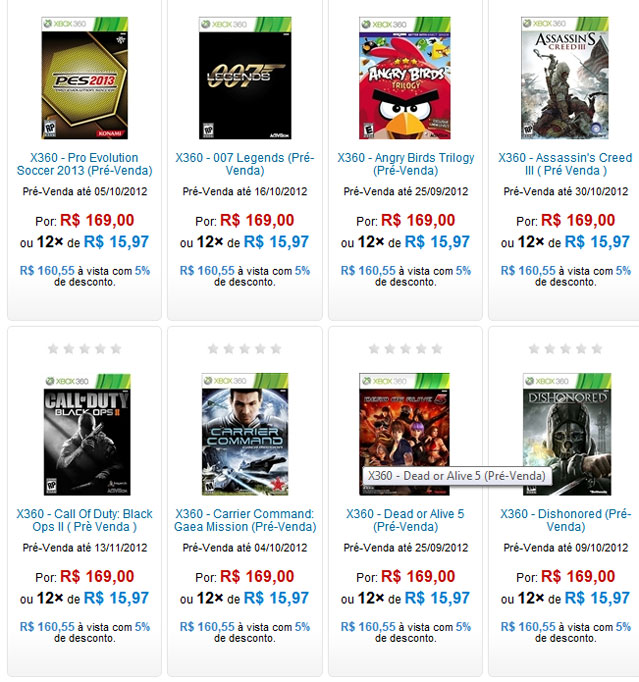 XBOX 360
PES2013
PRO EVOLUTION SOCCER
KONAMI
X360 - Pro Evolution
Soccer 2013 (Pré-Venda)
Pré-Venda até 05/10/2012
Por: R$ 169,00
ou 12× de R$ 15,97
R$ 160,55 à vista com 5%
de desconto.
XBOX 360
007
LEGENDS
ACTIVISION
X360 - 007 Legends (Pré-
Venda)
Pré-Venda até 16/10/2012
Por: R$ 169,00
ou 12× de R$ 15,97
R$ 160,55 à vista com 5%
de desconto.
XBOX 360
ANGRY BIRDS
TRILOGY
X360 - Angry Birds Trilogy
(Pré-Venda)
Pré-Venda até 25/09/2012
Por: R$ 169,00
ou 12× de R$ 15,97
R$ 160,55 à vista com 5%
de desconto.
XBOX 360
ASSASSIN'S
CREED III
X360 - Assassin's Creed
III ( Pré Venda )
Pré-Venda até 30/10/2012
Por: R$ 169,00
ou 12× de R$ 15,97
R$ 160,55 à vista com 5%
de desconto.
XBOX 360
CALL OF DUTY
BLACK OPS II
X360 - Call Of Duty: Black
Ops II ( Prè Venda )
Pré-Venda até 13/11/2012
Por: R$ 169,00
ou 12× de R$ 15,97
R$ 160,55 à vista com 5%
de desconto.
XBOX 360
CARRIER
COMMAND
X360 - Carrier Command:
Gaea Mission (Pré-Venda)
Pré-Venda até 04/10/2012
Por: R$ 169,00
ou 12× de R$ 15,97
R$ 160,55 à vista com 5%
de desconto.
XBOX 360
DEAD OR ALIVE 5
X360 - Dead or Alive 5 (Pré-Venda)
X360 - Dead or Alive 5
(Pré-Venda)
Pré-Venda até 25/09/2012
Por: R$ 169,00
ou 12× de R$ 15,97
R$ 160,55 à vista com 5%
de desconto.
XBOX 360
DISHONORED
X360 - Dishonored (Pré-
Venda)
Pré-Venda até 09/10/2012
Por: R$ 169,00
ou 12× de R$ 15,97
R$ 160,55 à vista com 5%
de desconto.